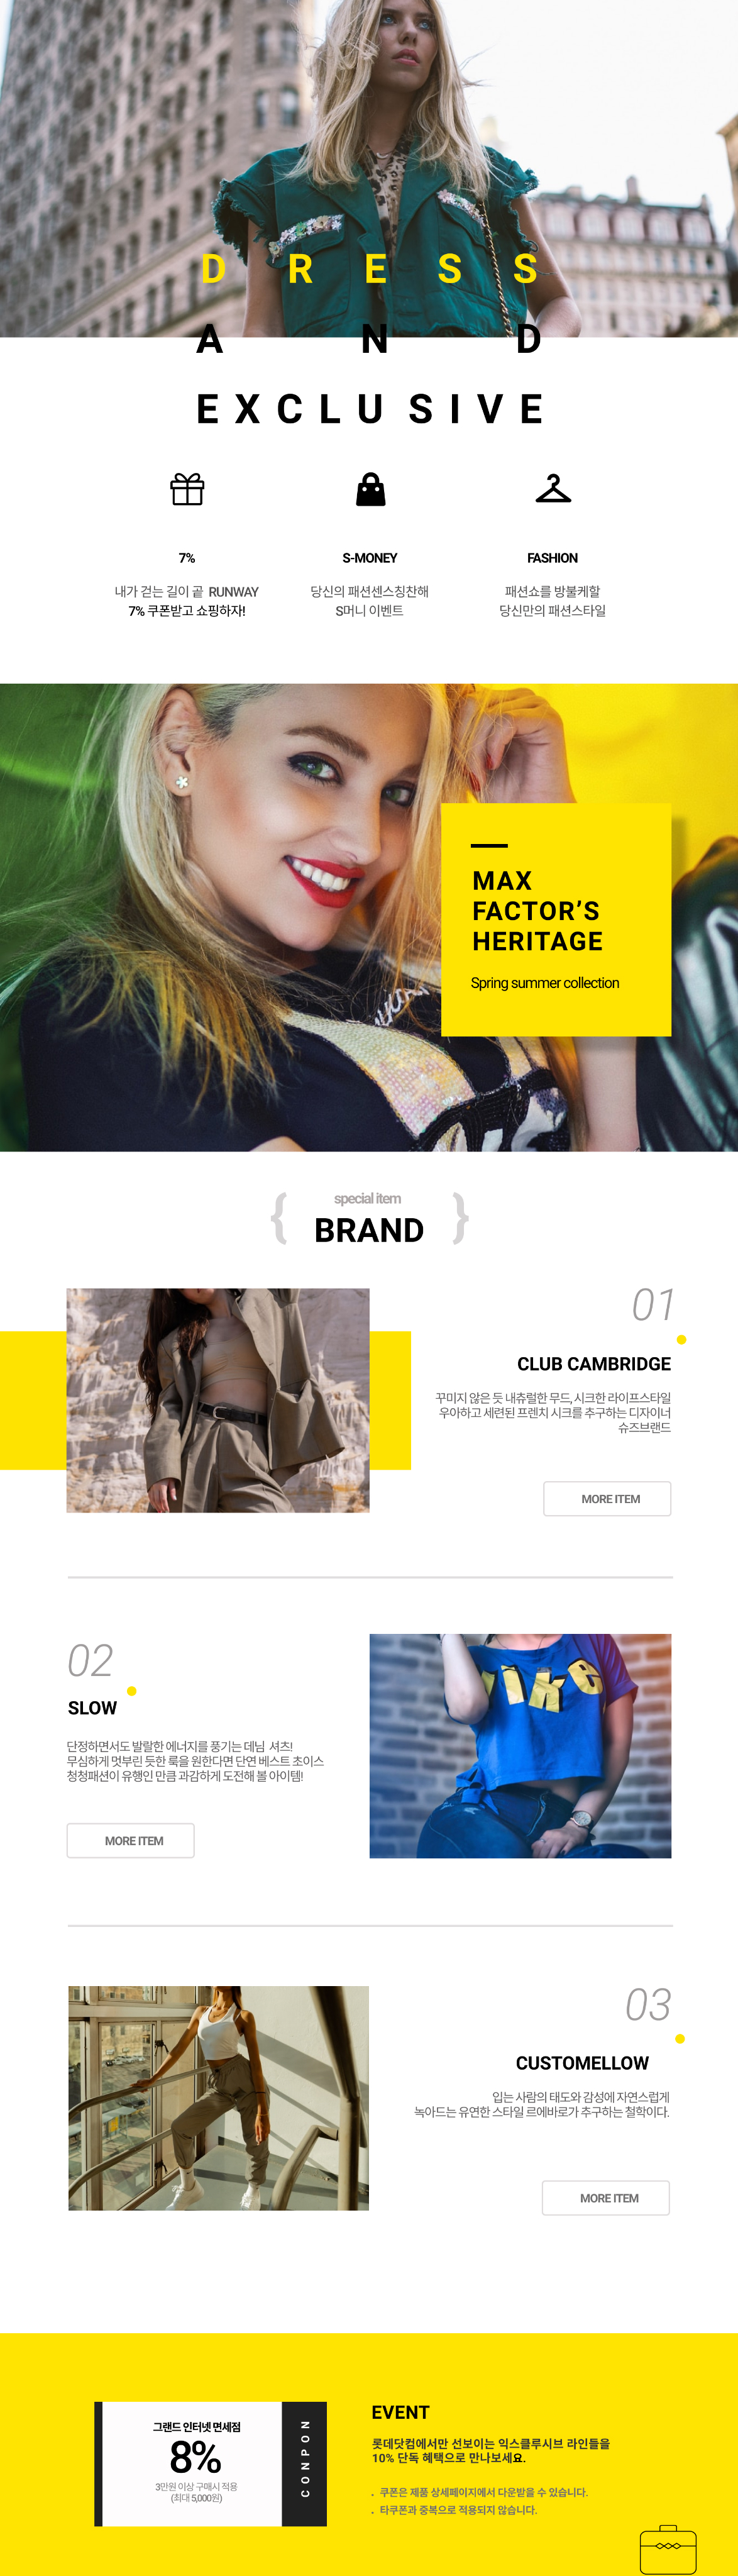 DRESS
AND
EXCLUSIVE
7%
내가 걷는 길이 곧 RUNWAY
7% 쿠폰받고 쇼핑하자!
S-MONEY
당신의 패션센스칭찬해
S머니 이벤트
FASHION
패션쇼를 방불케할
당신만의 패션스타일
MAX
FACTOR'S
HERITAGE
Spring summer collection
special item
{ BRAND }
01
CLUB CAMBRIDGE
꾸미지 않은 듯 내츄럴한 무드, 시크한 라이프스타일
우아하고 세련된 프렌치 시크를 추구하는 디자이너
슈즈브랜드
MORE ITEM
02
SLOW
단정하면서도 발랄한 에너지를 풍기는 데님 셔츠!
무심하게 멋부린 듯한 룩을 원한다면 단연 베스트 초이스
청청패션이 유행인 만큼 과감하게 도전해 볼 아이템!
MORE ITEM
03
CUSTOMELLOW
입는 사람의 태도와 감성에 자연스럽게
녹아드는 유연한 스타일 르에바로가 추구하는 철학이다.
MORE ITEM
그랜드 인터넷 면세점
8%
3만원 이상 구매시 적용
(최대 5,000원)
CONPON
EVENT
롯데닷컴에서만 선보이는 익스클루시브 라인들을
10% 단독 혜택으로 만나보세요.
. 쿠폰은 제품 상세페이지에서 다운받을 수 있습니다.
. 타쿠폰과 중복으로 적용되지 않습니다.